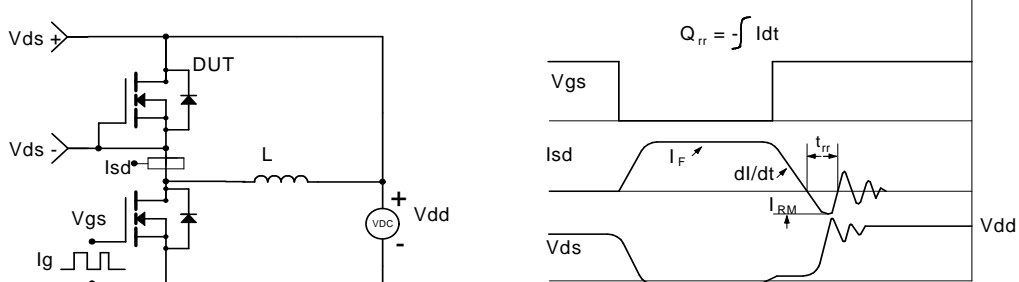 Vds +
DUT
Vds -
Isd
L
Vgs
Ig
+
VDC
-
Vdd
Q rr = -∫ Idt
Vgs
Isd
I F
dI/dt
t rr
I RM
Vds
Vdd